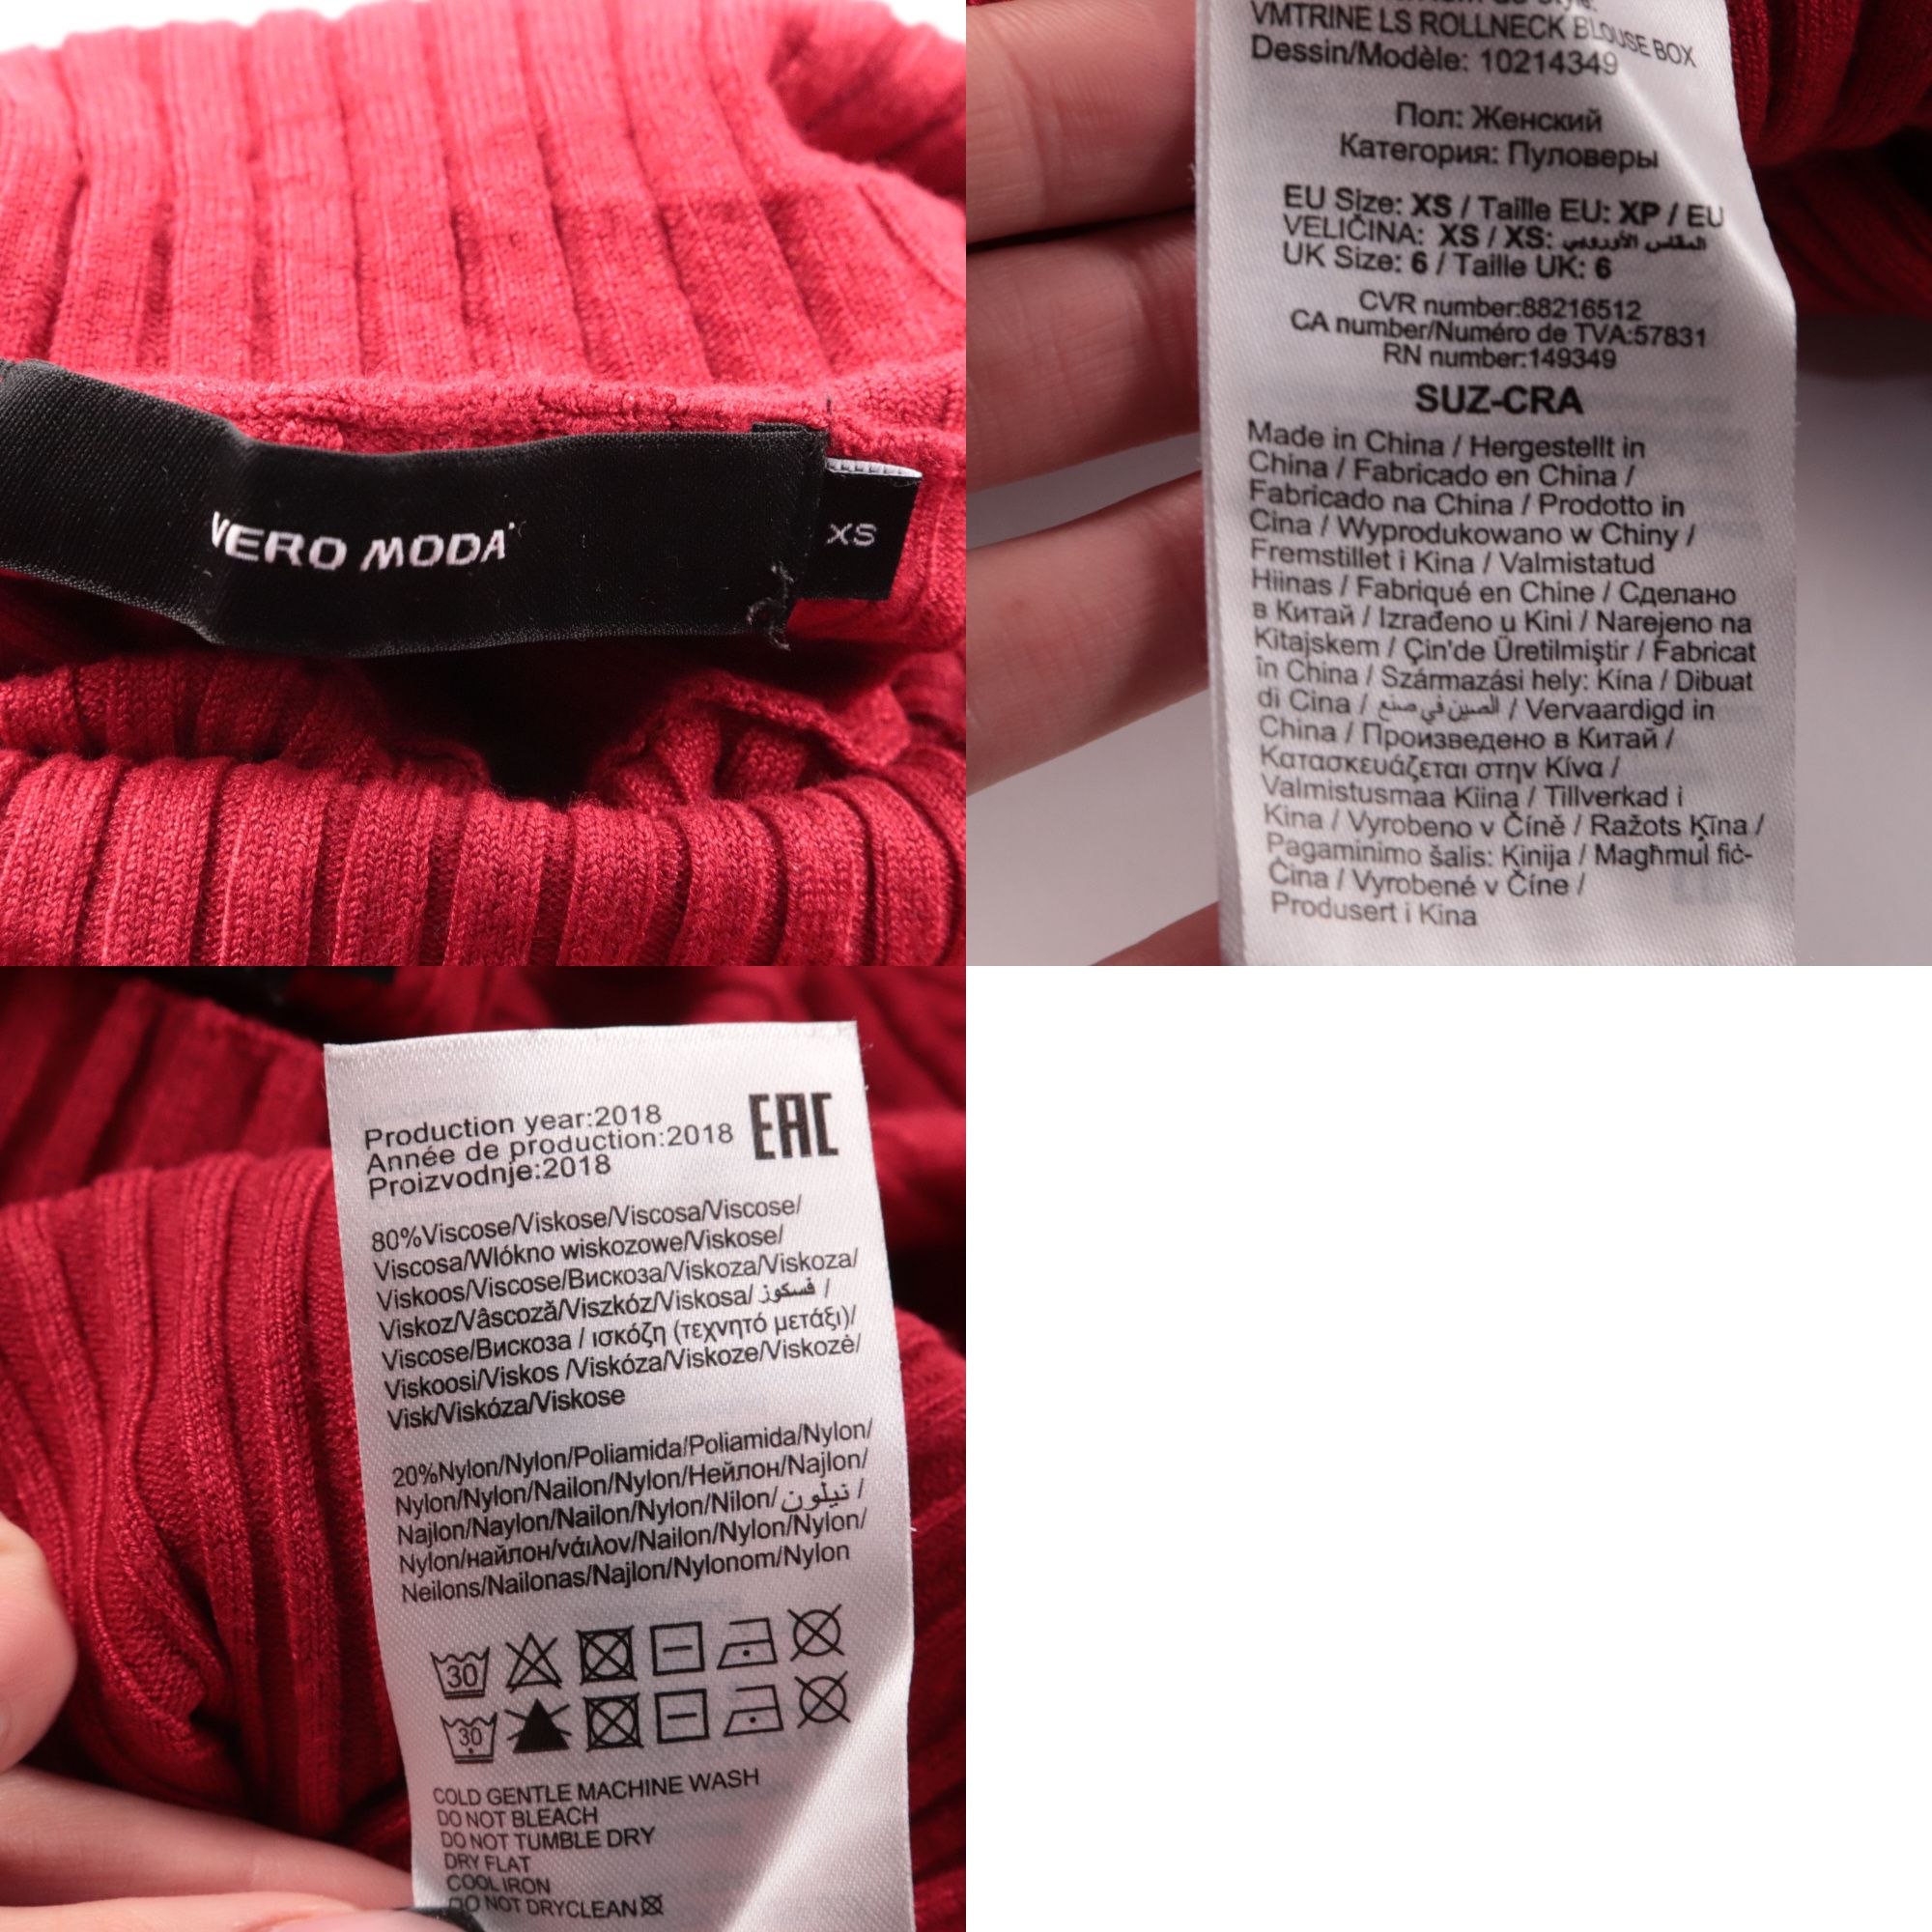 VERO MODA
XS
VMTRINE LS ROLLNECK BLOUSE BOX
Dessin/Modèle: 10214349
Пол: Женский
Категория: Пуловеры
EU Size: XS / Taille EU: XP / EU
VELIČINA: XS / XS: المقاس الأوروبي
UK Size: 6 / Taille UK: 6
CVR number:88216512
CA number/Numéro de TVA:57831
RN number:149349
SUZ-CRA
Made in China / Hergestellt in
China / Fabricado en China /
Fabricado na China / Prodotto in
Cina / Wyprodukowano w Chiny /
Fremstillet i Kina / Valmistatud
Hiinas / Fabriqué en Chine / Сделано
в Китай / Izrađeno u Kini / Narejeno na
Kitajskem / Çin'de Üretilmiştir / Fabricat
în China / Származási hely: Kína / Dibuat
di Cina / الصين في صنع / Vervaardigd in
China / Произведено в Китай /
Κατασκευάζεται στην Κίνα /
Valmistusmaa Kiina / Tillverkad i
Kina / Vyrobeno v Číně / Ražots Ķīna /
Pagaminimo šalis: Kinija / Magħmul fiċ-
Ċina / Vyrobené v Číne /
Produsert i Kina
Production year:2018
Année de production:2018
Proizvodnje:2018
EAC
80%Viscose/Viskose/Viscosa/Viscose/
Viscosa/Wlókno wiskozowe/Viskose/
Viskoos/Viscose/Вискоза/Viskoza/Viskoza/
Viskoz/Vâscoză/Viszkóz/Viskosa/ فسكوز /
Viscose/Вискоза / ισκόζη (τεχνητό μετάξι)/
Viskoosi/Viskos /Viskóza/Viskoze/Viskozė/
Visk/Viskóza/Viskose
20%Nylon/Nylon/Poliamida/Poliamida/Nylon/
Nylon/Nylon/Nailon/Nylon/Нейлон/Najlon/
Najlon/Naylon/Nailon/Nylon/Nilon/ نيلون /
Nylon/найлон/νάιλον/Nailon/Nylon/Nylon/
Neilons/Nailonas/Najlon/Nylonom/Nylon
30
30
COLD GENTLE MACHINE WASH
DO NOT BLEACH
DO NOT TUMBLE DRY
DRY FLAT
COOL IRON
DO NOT DRYCLEAN